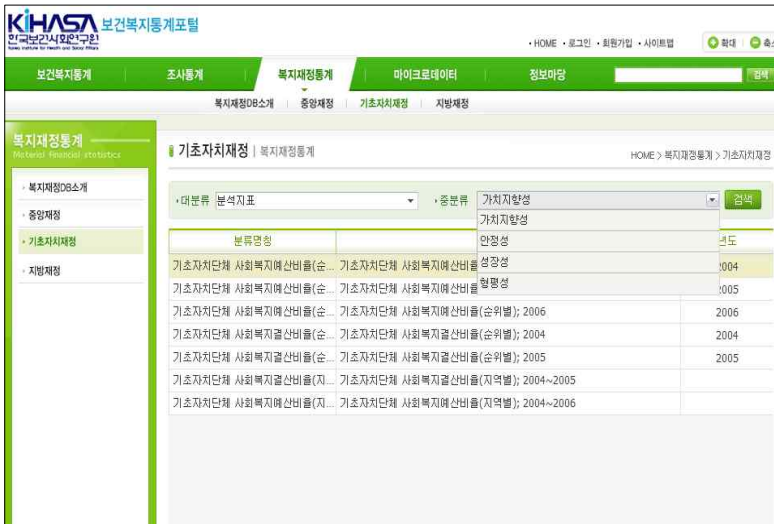 KiHASA 보건복지통계포털
한국보건사회연구원
Korea Institute for Health and Social Affairs
• HOME • 로그인 • 회원가입 • 사이트맵 확대 축소
보건복지통계 조사통계 복지재정통계 마이크로데이터 정보마당 검색
복지재정DB소개 중앙재정 기초자치재정 지방재정
복지재정통계
Material Financial statistics
기초자치재정 | 복지재정통계
HOME > 복지재정통계 > 기초자치재정
복지재정DB소개
중앙재정
기초자치재정
지방재정
대분류 분석지표 중분류 가치지향성 검색
가치지향성
안정성
성장성
형평성
분류명칭 년도
기초자치단체 사회복지예산비율(순... 기초자치단체 사회복지예산비율 2004
기초자치단체 사회복지예산비율(순... 기초자치단체 사회복지예산비율 2005
기초자치단체 사회복지예산비율(순... 기초자치단체 사회복지예산비율(순위별); 2006 2006
기초자치단체 사회복지결산비율(순... 기초자치단체 사회복지결산비율(순위별); 2004 2004
기초자치단체 사회복지결산비율(순... 기초자치단체 사회복지결산비율(순위별); 2005 2005
기초자치단체 사회복지결산비율(지... 기초자치단체 사회복지결산비율(지역별); 2004~2005
기초자치단체 사회복지예산비율(지... 기초자치단체 사회복지예산비율(지역별); 2004~2006